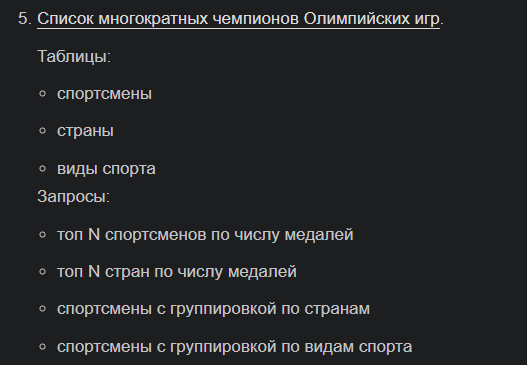 5. Список многократных чемпионов Олимпийских игр.
Таблицы:
◦ спортсмены
◦ страны
◦ виды спорта
Запросы:
◦ топ N спортсменов по числу медалей
◦ топ N стран по числу медалей
◦ спортсмены с группировкой по странам
◦ спортсмены с группировкой по видам спорта